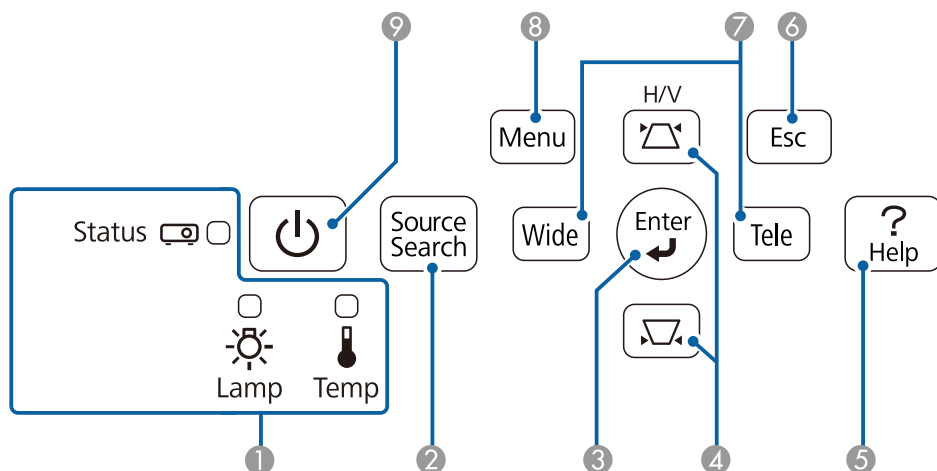 9
8
7
6
H/V
Menu
Esc
Status
Source
Search
Wide
Enter
Tele
?
Help
Lamp
Temp
1
2
3
4
5